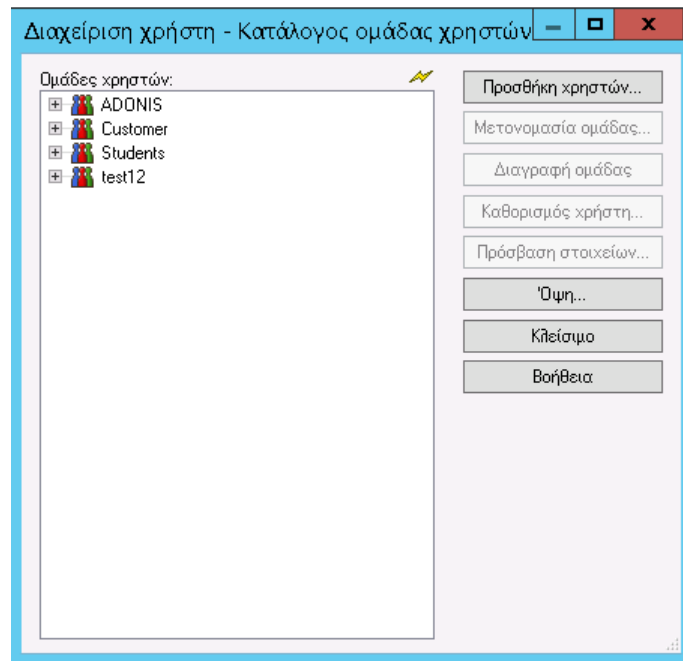 Διαχείριση χρήστη - Κατάλογος ομάδας χρηστών
Ομάδες χρηστών:
ADONIS
Customer
Students
test12
Προσθήκη χρηστών...
Μετονομασία ομάδας...
Διαγραφή ομάδας
Καθορισμός χρήστη...
Πρόσβαση στοιχείων...
Όψη...
Κλείσιμο
Βοήθεια